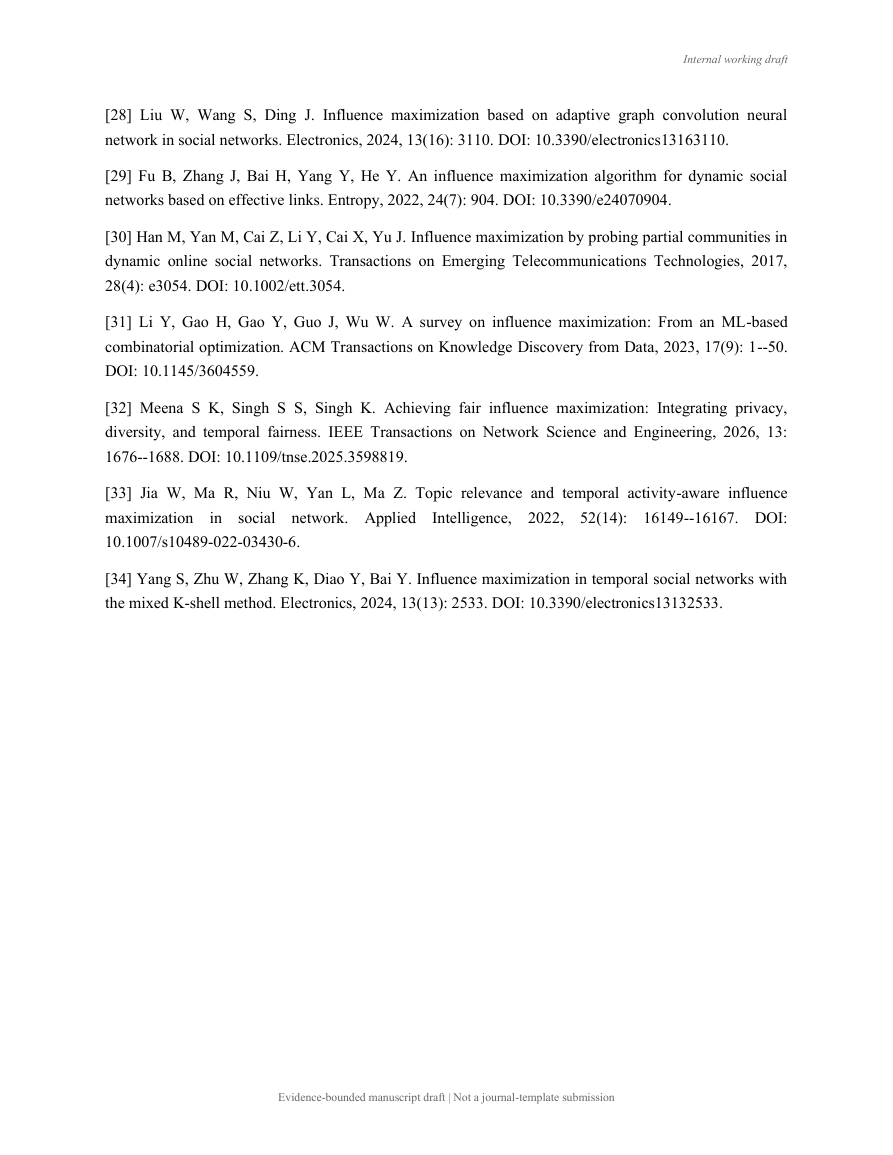 Internal working draft
[28] Liu W, Wang S, Ding J. Influence maximization based on adaptive graph convolution neural
network in social networks. Electronics, 2024, 13(16): 3110. DOI: 10.3390/electronics13163110.
[29] Fu B, Zhang J, Bai H, Yang Y, He Y. An influence maximization algorithm for dynamic social
networks based on effective links. Entropy, 2022, 24(7): 904. DOI: 10.3390/e24070904.
[30] Han M, Yan M, Cai Z, Li Y, Cai X, Yu J. Influence maximization by probing partial communities in
dynamic online social networks. Transactions on Emerging Telecommunications Technologies, 2017,
28(4): e3054. DOI: 10.1002/ett.3054.
[31] Li Y, Gao H, Gao Y, Guo J, Wu W. A survey on influence maximization: From an ML-based
combinatorial optimization. ACM Transactions on Knowledge Discovery from Data, 2023, 17(9): 1--50.
DOI: 10.1145/3604559.
[32] Meena S K, Singh S S, Singh K. Achieving fair influence maximization: Integrating privacy,
diversity, and temporal fairness. IEEE Transactions on Network Science and Engineering, 2026, 13:
1676--1688. DOI: 10.1109/tnse.2025.3598819.
[33] Jia W, Ma R, Niu W, Yan L, Ma Z. Topic relevance and temporal activity-aware influence
maximization in social network. Applied Intelligence, 2022, 52(14): 16149--16167. DOI:
10.1007/s10489-022-03430-6.
[34] Yang S, Zhu W, Zhang K, Diao Y, Bai Y. Influence maximization in temporal social networks with
the mixed K-shell method. Electronics, 2024, 13(13): 2533. DOI: 10.3390/electronics13132533.
Evidence-bounded manuscript draft | Not a journal-template submission